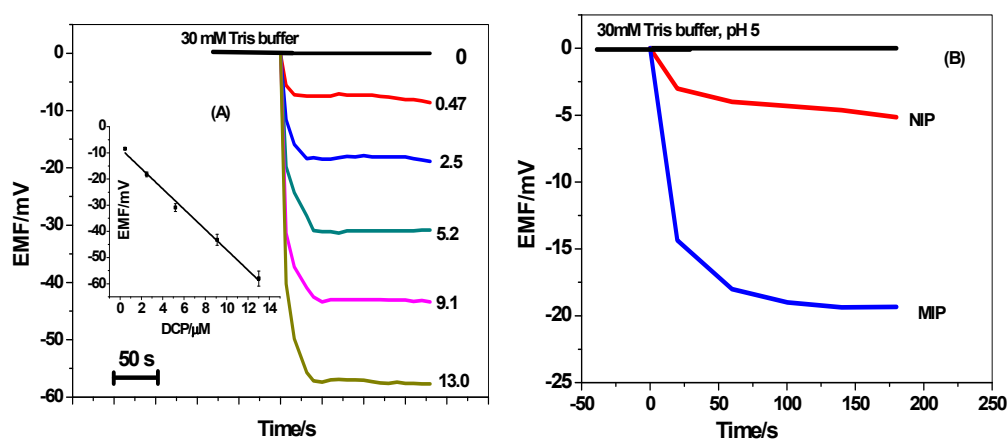 30 mM Tris buffer
0
0
-10
-20
-30
-40
-50
-60
EMF/mV
0.47
2.5
5.2
9.1
13.0
(A)
0
-10
-20
-30
-40
-50
-60
EMF/mV
0 2 4 6 8 10 12 14
DCP/µM
50 s
Time/s
30mM Tris buffer, pH 5
(B)
0
-5
-10
-15
-20
-25
EMF/mV
NIP
MIP
-50 0 50 100 150 200 250
Time/s